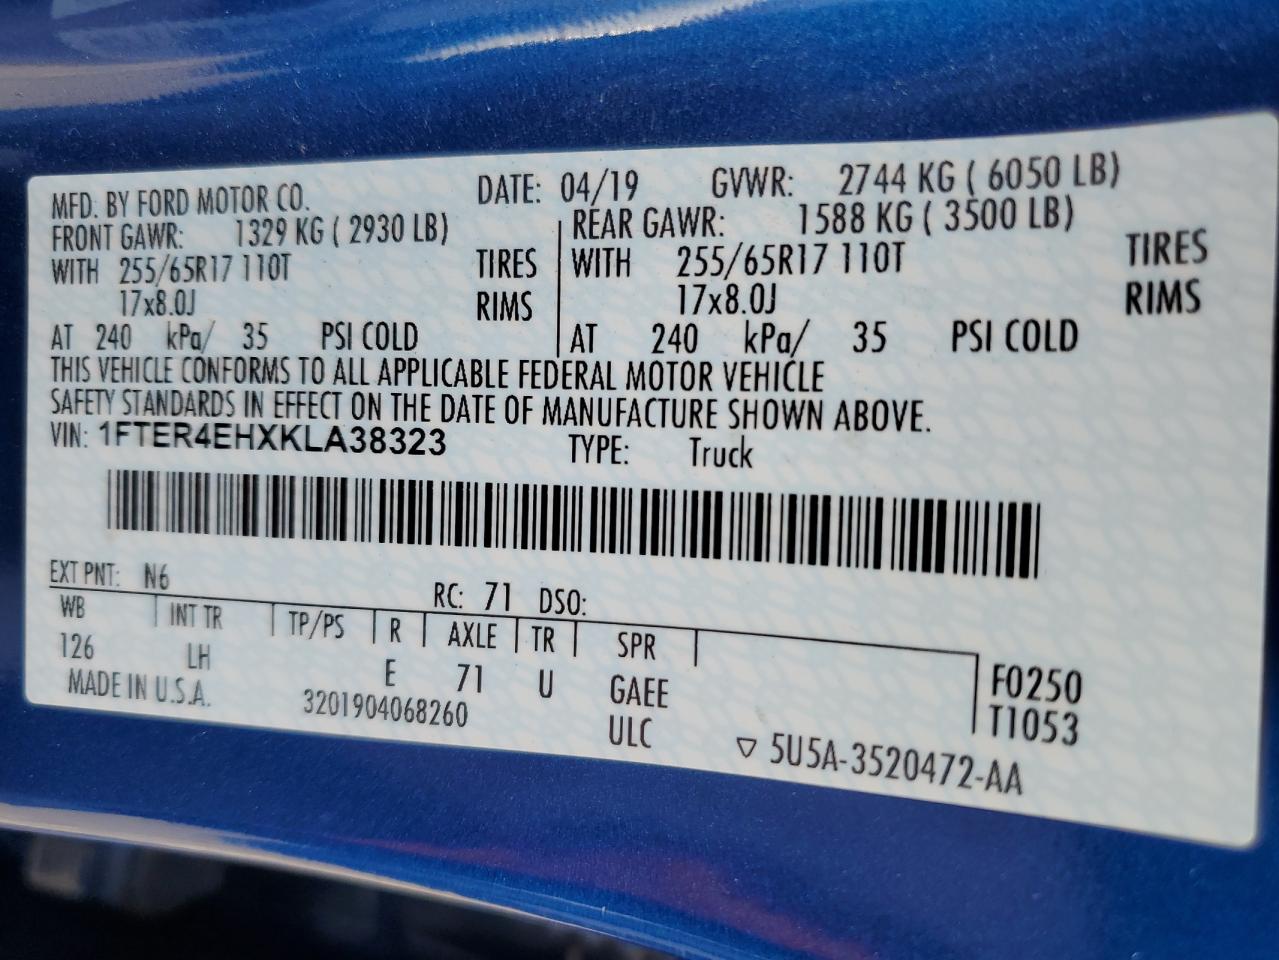 MFD. BY FORD MOTOR CO. DATE: 04/19 GVWR: 2744 KG ( 6050 LB)
FRONT GAWR: 1329 KG ( 2930 LB) REAR GAWR: 1588 KG ( 3500 LB)
WITH 255/65R17 110T TIRES WITH 255/65R17 110T TIRES
17x8.0J RIMS 17x8.0J RIMS
AT 240 kPa/ 35 PSI COLD AT 240 kPa/ 35 PSI COLD
THIS VEHICLE CONFORMS TO ALL APPLICABLE FEDERAL MOTOR VEHICLE
SAFETY STANDARDS IN EFFECT ON THE DATE OF MANUFACTURE SHOWN ABOVE.
VIN: 1FTER4EHXKLA38323 TYPE: Truck
EXT PNT: N6 RC: 71 DSO:
WB INT TR TP/PS R AXLE TR SPR
126 LH E 71 U GAEE F0250
MADE IN U.S.A. 3201904068260 ULC T1053
▽ 5U5A-3520472-AA